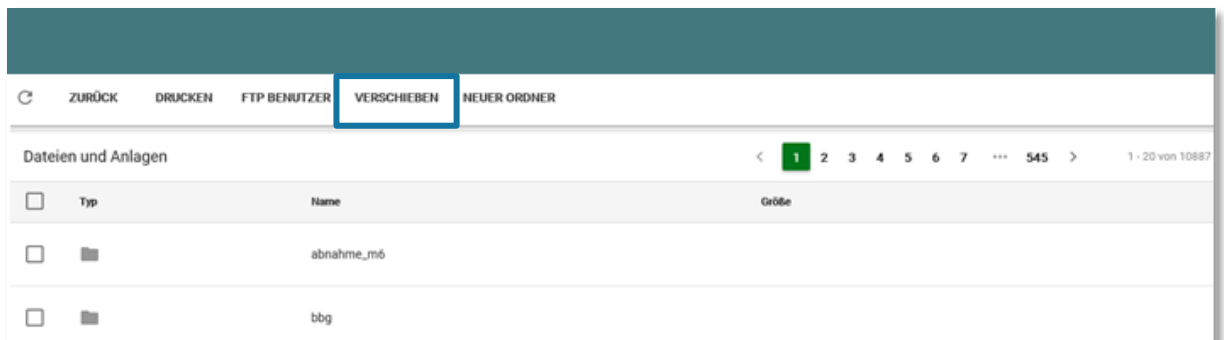 ZURÜCK DRUCKEN FTP BENUTZER VERSCHIEBEN NEUER ORDNER
Dateien und Anlagen < 1 2 3 4 5 6 7 ... 545 > 1 - 20 von 10887
Typ Name Größe
abnahme_m6
bbg